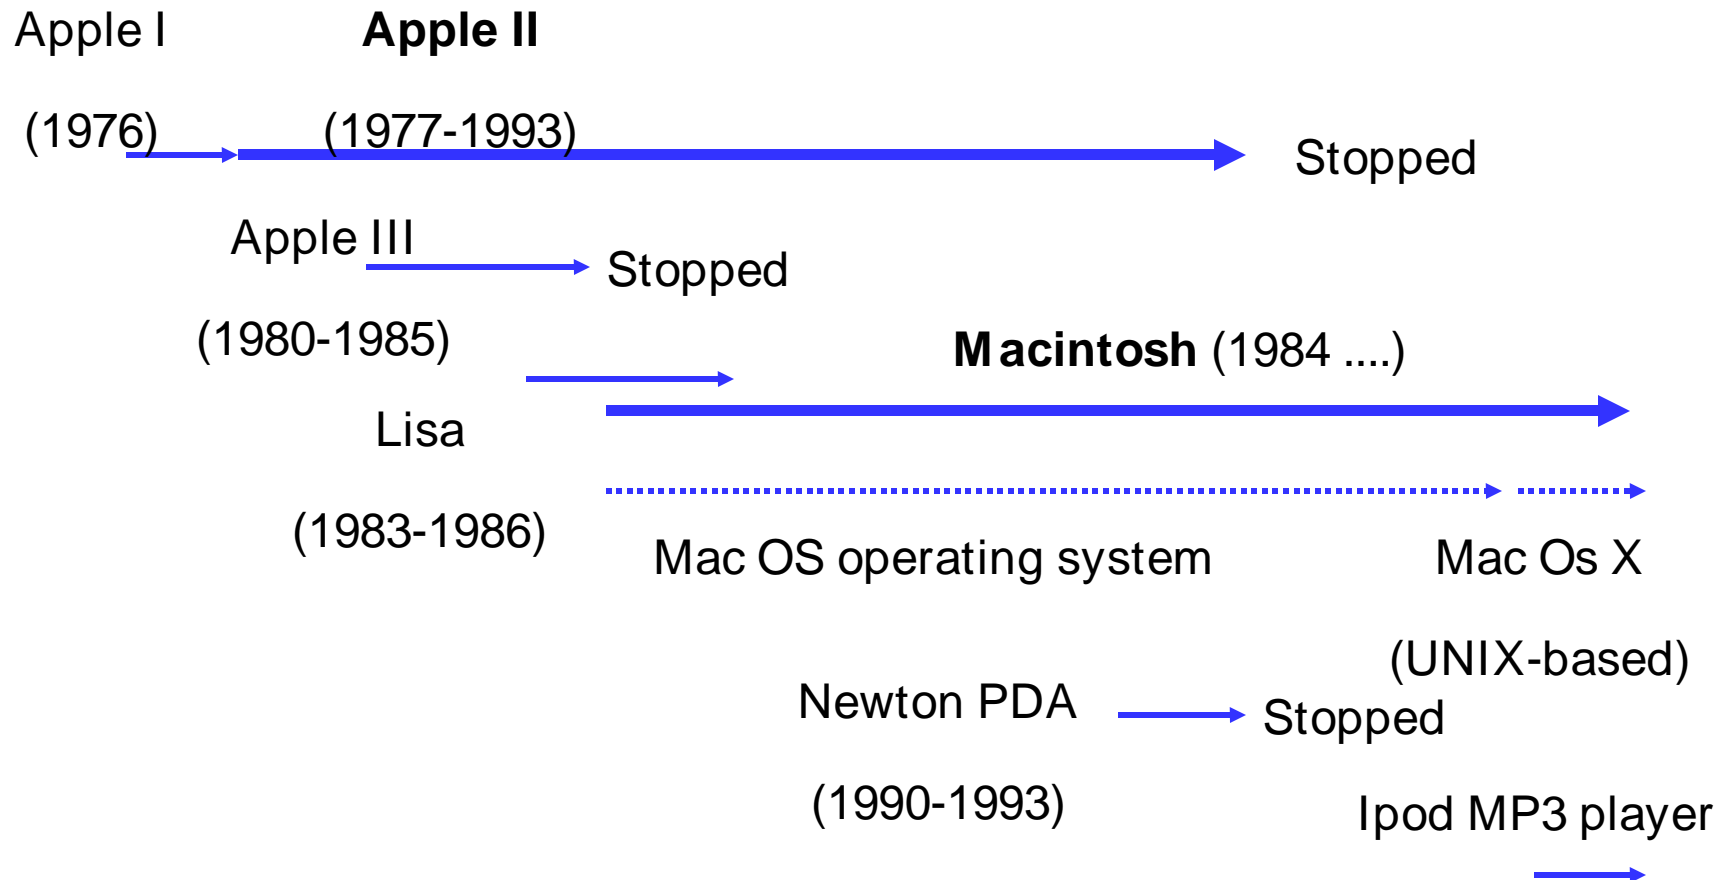 Apple I
Apple II
(1976)
(1977-1993)
Stopped
Apple III
Stopped
(1980-1985)
Macintosh (1984 ....)
Lisa
(1983-1986)
Mac OS operating system
Mac Os X
(UNIX-based)
Newton PDA
Stopped
(1990-1993)
Ipod MP3 player